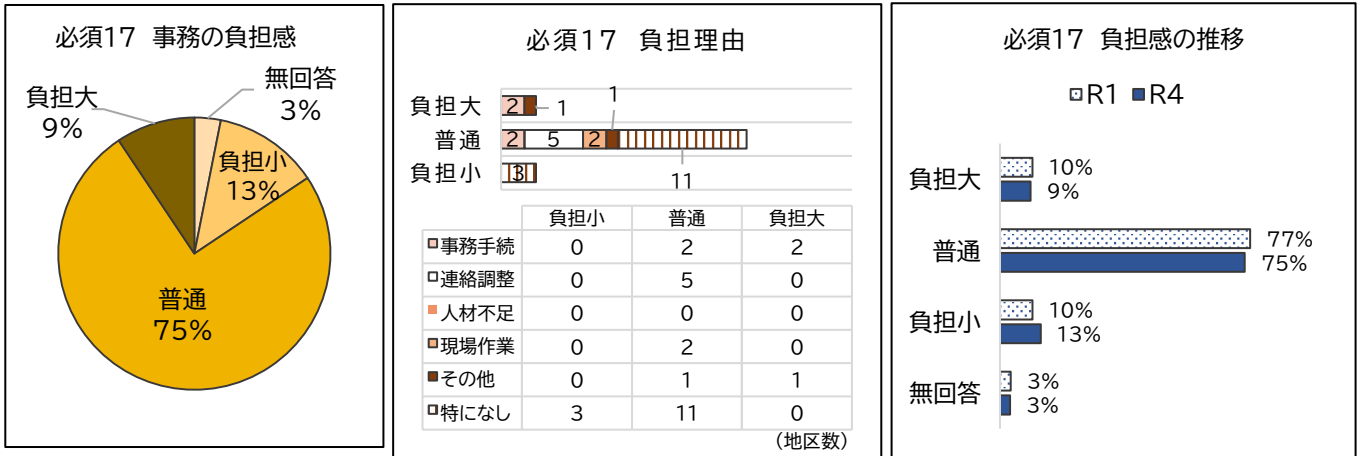 必須17 事務の負担感
無回答
3%
負担大
9%
負担小
13%
普通
75%
必須17 負担理由
負担大 2 1
1
普通 2 5 2
負担小 3
11
負担小 普通 負担大
事務手続 0 2 2
連絡調整 0 5 0
人材不足 0 0 0
現場作業 0 2 0
その他 0 1 1
特になし 3 11 0
(地区数)
必須17 負担感の推移
R1 R4
負担大 10%
9%
普通 77%
75%
負担小 10%
13%
無回答 3%
3%